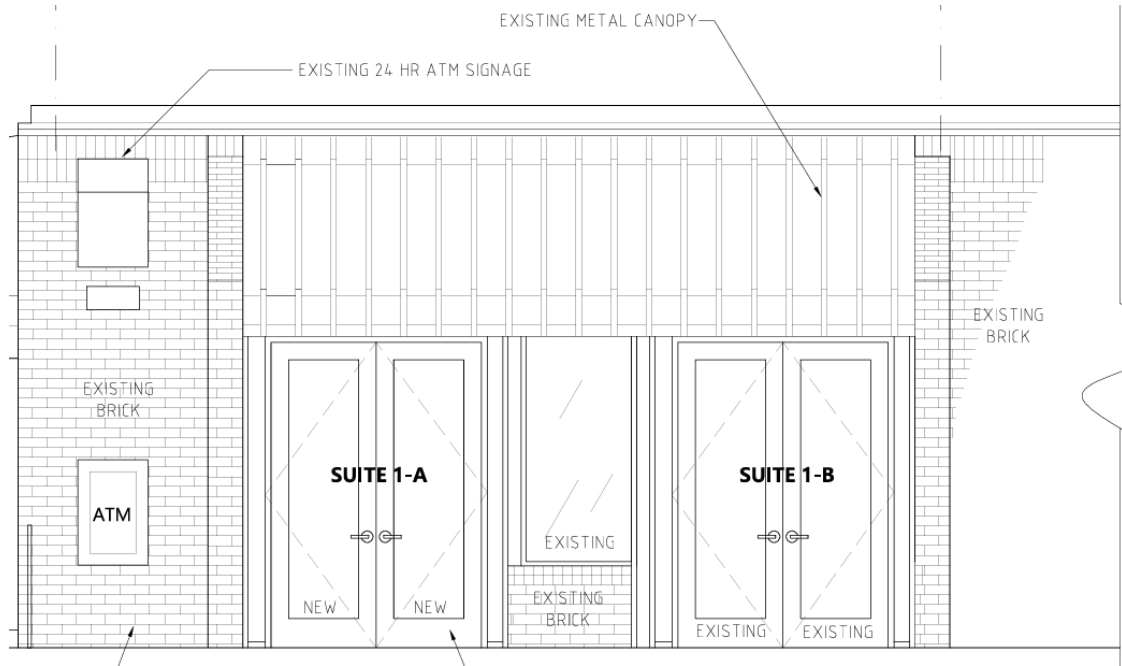 EXISTING METAL CANOPY
EXISTING 24 HR ATM SIGNAGE
EXISTING
BRICK
EXISTING
BRICK
SUITE 1-A
SUITE 1-B
ATM
EXISTING
EXISTING
BRICK
NEW
NEW
EXISTING
EXISTING